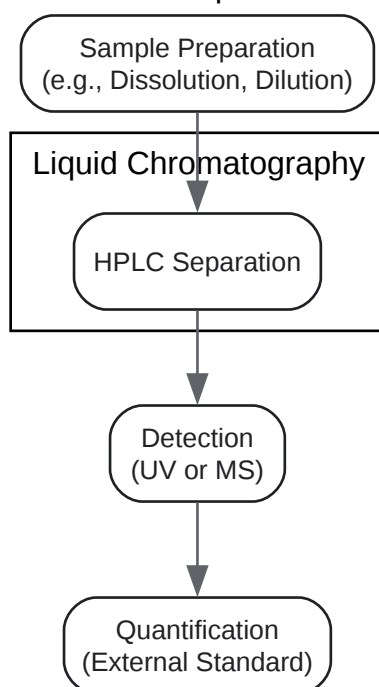 Sample Preparation
(e.g., Dissolution, Dilution)
Liquid Chromatography
HPLC Separation
Detection
(UV or MS)
Quantification
(External Standard)